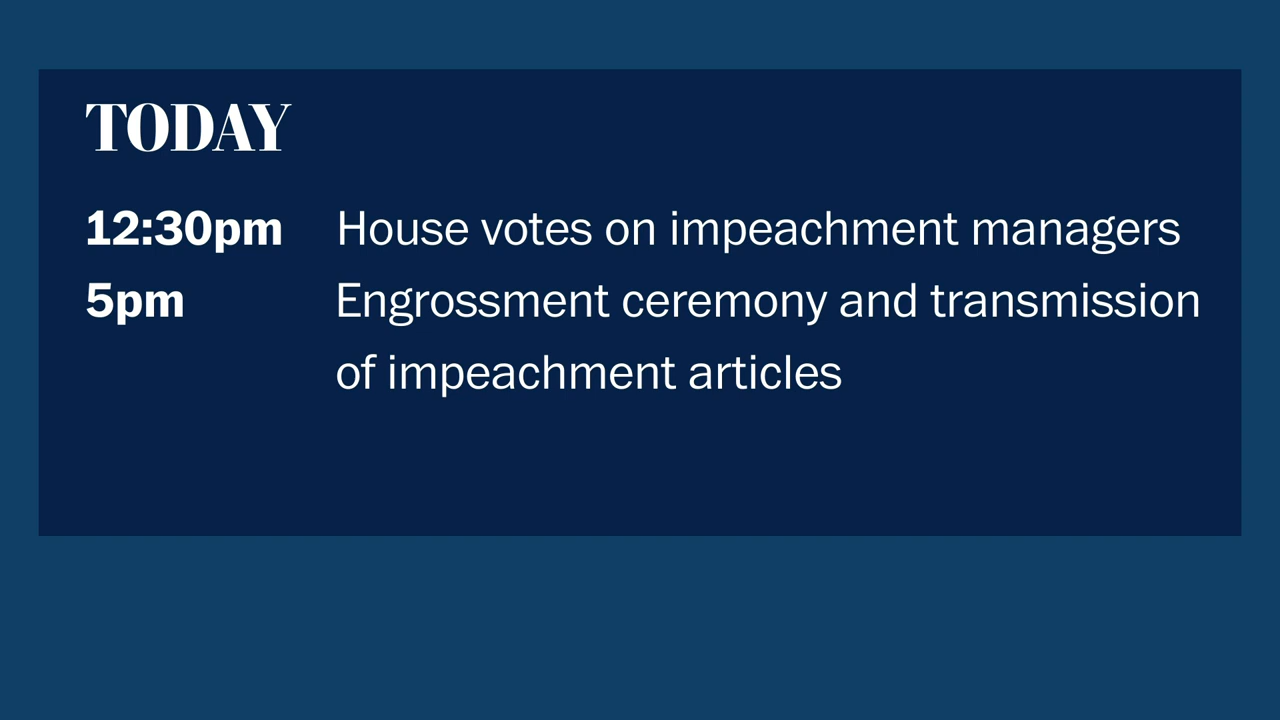 TODAY
12:30pm House votes on impeachment managers
5pm Engrossment ceremony and transmission
of impeachment articles